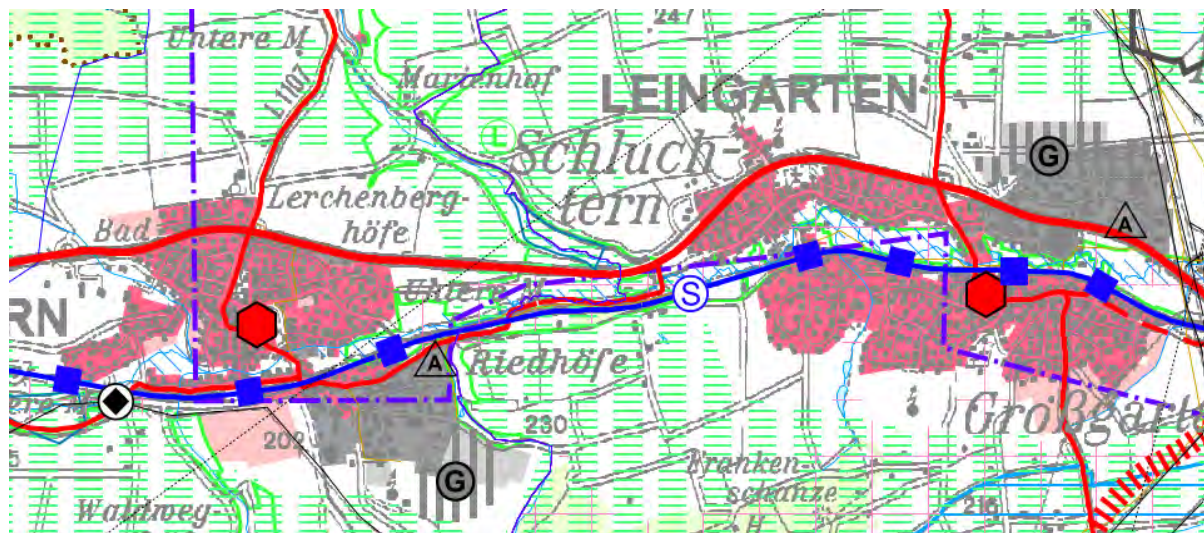 247
Untere M
L 1107
Marienhof
LEINGARTEN
L
Schluch-
tern
G
Lerchenberg-
höfe
Bad
A
Untere M
S
RN
A
Riedhöfe
Großgart
209
230
G
Franken-
schanze
H
216
Waldweg-